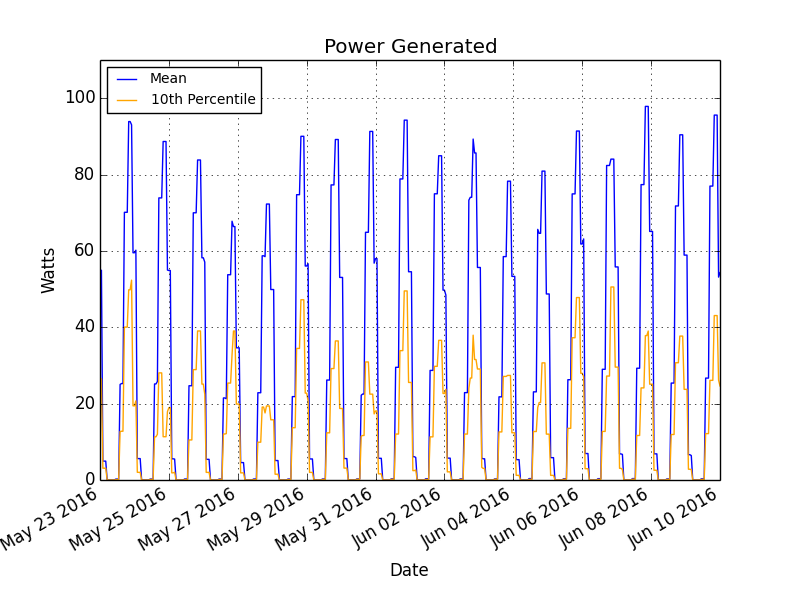 Power Generated
Mean
10th Percentile
100
80
60
40
20
0
Watts
May 23 2016
May 25 2016
May 27 2016
May 29 2016
May 31 2016
Jun 02 2016
Jun 04 2016
Jun 06 2016
Jun 08 2016
Jun 10 2016
Date